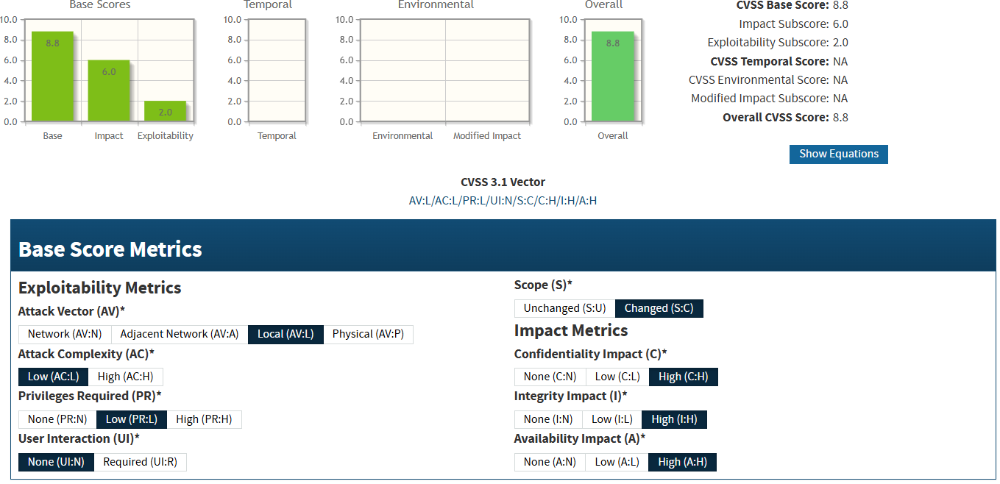 Base Scores
10.0
8.0
6.0
4.0
2.0
0.0
8.8
6.0
2.0
Base
Impact
Exploitability
Temporal
10.0
8.0
6.0
4.0
2.0
0.0
Temporal
Environmental
10.0
8.0
6.0
4.0
2.0
0.0
Environmental
Modified Impact
Overall
10.0
8.0
6.0
4.0
2.0
0.0
8.8
Overall
CVSS Base Score: 8.8
Impact Subscore: 6.0
Exploitability Subscore: 2.0
CVSS Temporal Score: NA
CVSS Environmental Score: NA
Modified Impact Subscore: NA
Overall CVSS Score: 8.8
Show Equations
CVSS 3.1 Vector
AV:L/AC:L/PR:L/UI:N/S:C/C:H/I:H/A:H
Base Score Metrics
Exploitability Metrics
Attack Vector (AV)*
Network (AV:N) Adjacent Network (AV:A) Local (AV:L) Physical (AV:P)
Attack Complexity (AC)*
Low (AC:L) High (AC:H)
Privileges Required (PR)*
None (PR:N) Low (PR:L) High (PR:H)
User Interaction (UI)*
None (UI:N) Required (UI:R)
Scope (S)*
Unchanged (S:U) Changed (S:C)
Impact Metrics
Confidentiality Impact (C)*
None (C:N) Low (C:L) High (C:H)
Integrity Impact (I)*
None (I:N) Low (I:L) High (I:H)
Availability Impact (A)*
None (A:N) Low (A:L) High (A:H)